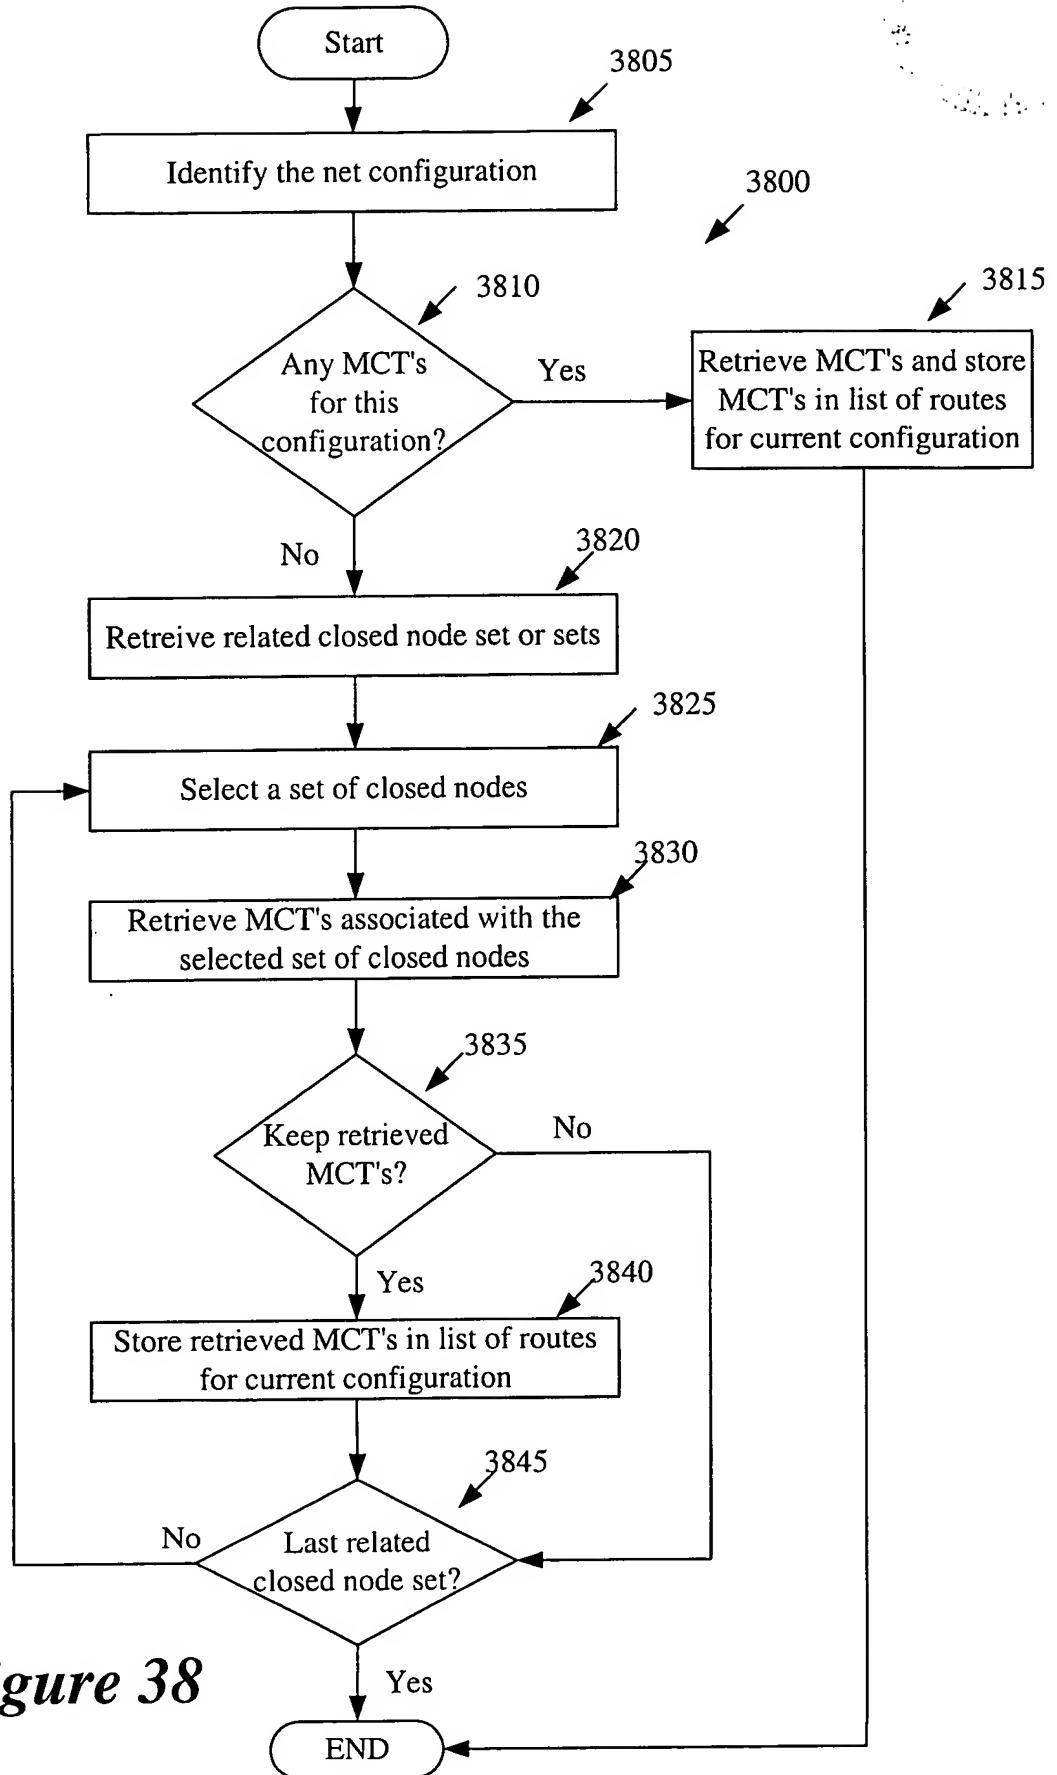 Start
3805
Identify the net configuration
3800
3810
3815
Any MCT's
for this
configuration?
Yes
Retrieve MCT's and store
MCT's in list of routes
for current configuration
No
3820
Retreive related closed node set or sets
3825
Select a set of closed nodes
3830
Retrieve MCT's associated with the
selected set of closed nodes
3835
Keep retrieved
MCT's?
No
Yes
3840
Store retrieved MCT's in list of routes
for current configuration
3845
No
Last related
closed node set?
Yes
gure 38
END